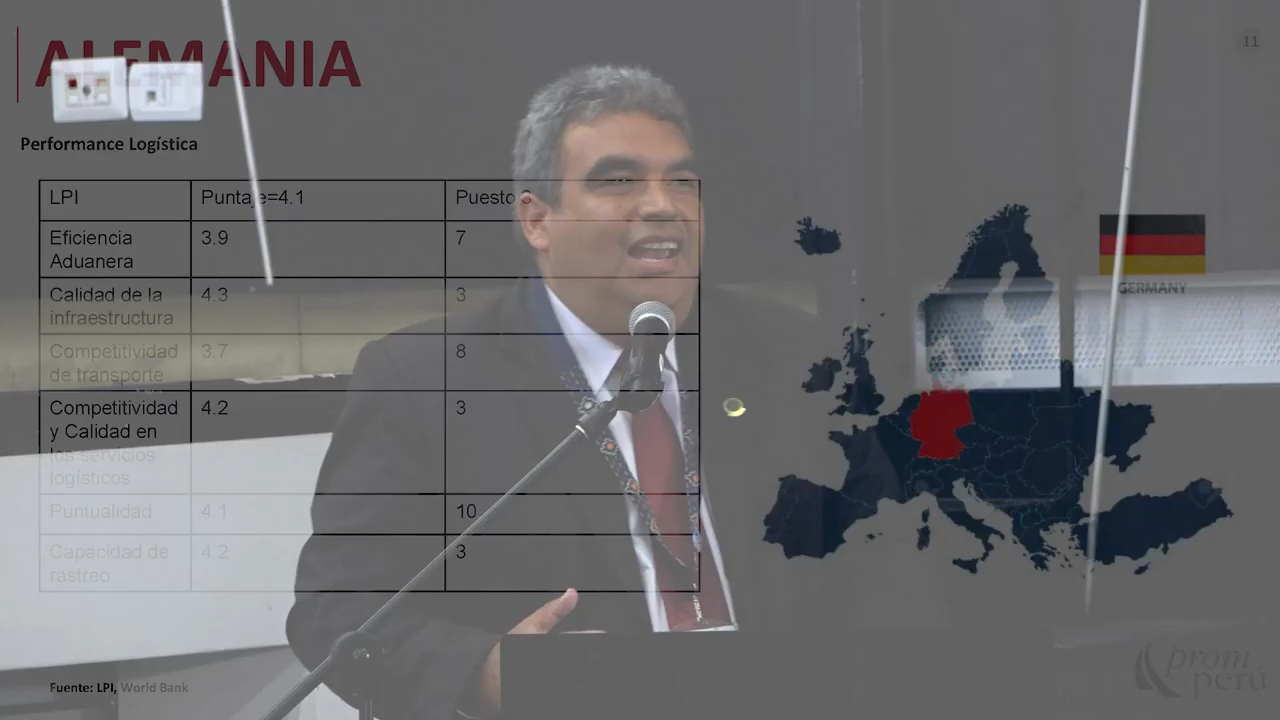 11
ALEMANIA
Performance Logística
LPI Puntaje=4.1 Puesto
Eficiencia 3.9 7
Aduanera
Calidad de la 4.3 3
infraestructura
Competitividad 3.7 8
de transporte
Competitividad 4.2 3
y Calidad en
los servicios
logísticos
Puntualidad 4.1 10
Capacidad de 4.2 3
rastreo
GERMANY
Fuente: LPI, World Bank
prom
perú